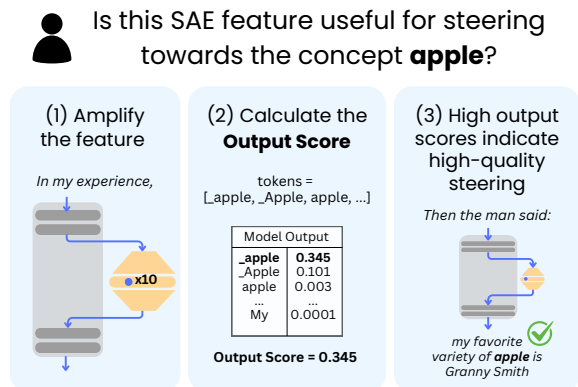 Is this SAE feature useful for steering
towards the concept apple?
(1) Amplify
the feature
In my experience,
x10
(2) Calculate the
Output Score
tokens =
[_apple, _Apple, apple, ...]
Model Output
_apple 0.345
_Apple 0.101
apple 0.003
... ...
My 0.0001
Output Score = 0.345
(3) High output
scores indicate
high-quality
steering
Then the man said:
my favorite
variety of apple is
Granny Smith